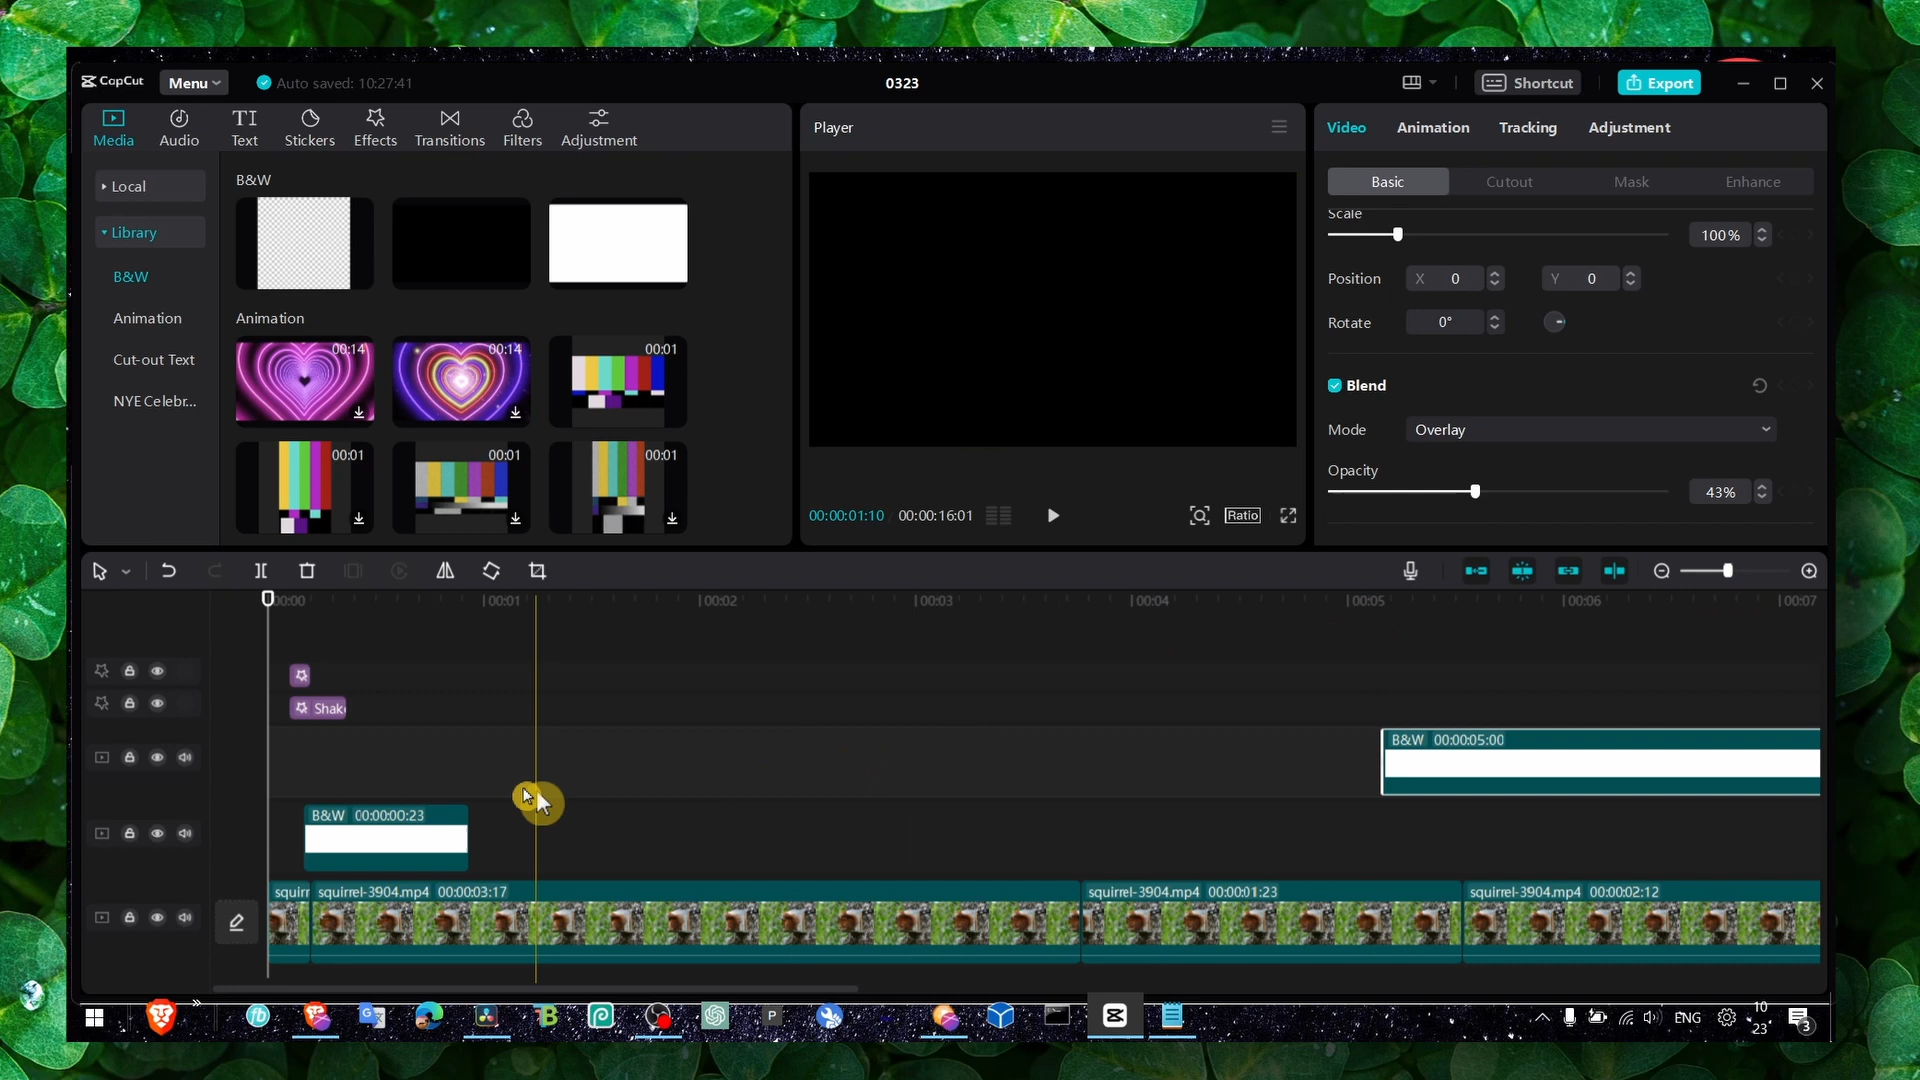 CapCut
Menu
Auto saved: 10:27:41
0323
Shortcut
Export
Media
Audio
TI
Text
Stickers
Effects
Transitions
Filters
Adjustment
Local
Library
B&W
Animation
Cut-out Text
NYE Celebr...
B&W
Animation
00:14
00:14
00:01
00:01
00:01
00:01
Player
00:00:01:10
00:00:16:01
Ratio
Video
Animation
Tracking
Adjustment
Basic
Cutout
Mask
Enhance
Scale
100%
Position
X 0
Y 0
Rotate
0°
Blend
Mode
Overlay
Opacity
43%
00:00
00:01
00:02
00:03
00:04
00:05
00:06
00:07
Shak
B&W 00:00:05:00
B&W 00:00:00:23
squirr
squirrel-3904.mp4 00:00:03:17
squirrel-3904.mp4 00:00:01:23
squirrel-3904.mp4 00:00:02:12
ENG
10
23
3